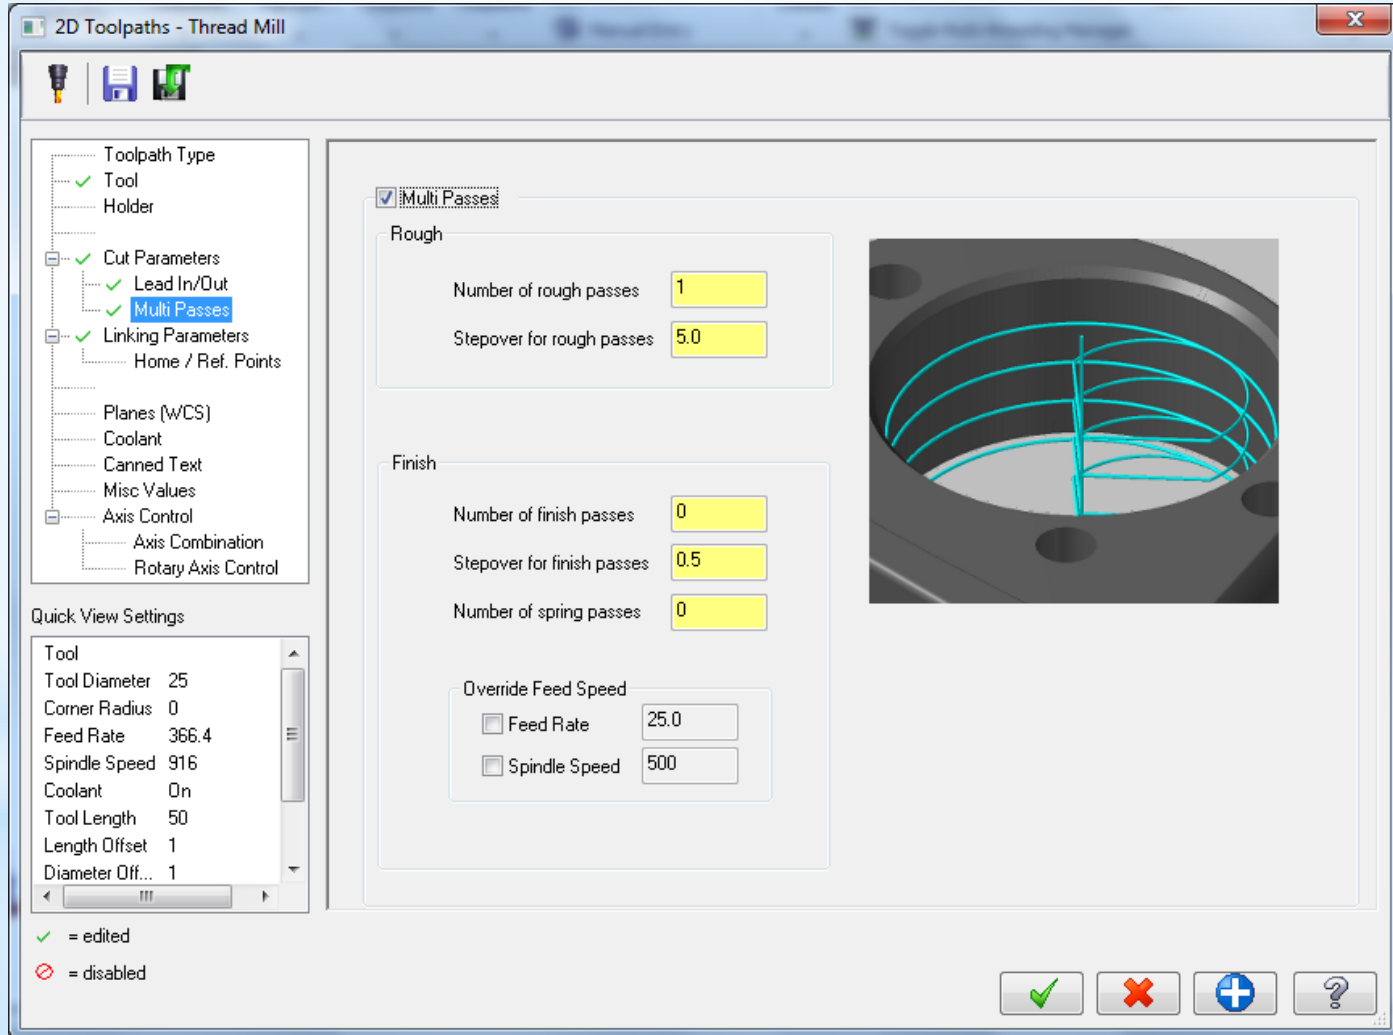 2D Toolpaths - Thread Mill
Toolpath Type
Tool
Holder
Cut Parameters
Lead In/Out
Multi Passes
Linking Parameters
Home / Ref. Points
Planes (WCS)
Coolant
Canned Text
Misc Values
Axis Control
Axis Combination
Rotary Axis Control
Quick View Settings
Tool
Tool Diameter 25
Corner Radius 0
Feed Rate 366.4
Spindle Speed 916
Coolant On
Tool Length 50
Length Offset 1
Diameter Off... 1
= edited
= disabled
Multi Passes
Rough
Number of rough passes 1
Stepover for rough passes 5.0
Finish
Number of finish passes 0
Stepover for finish passes 0.5
Number of spring passes 0
Override Feed Speed
Feed Rate 25.0
Spindle Speed 500